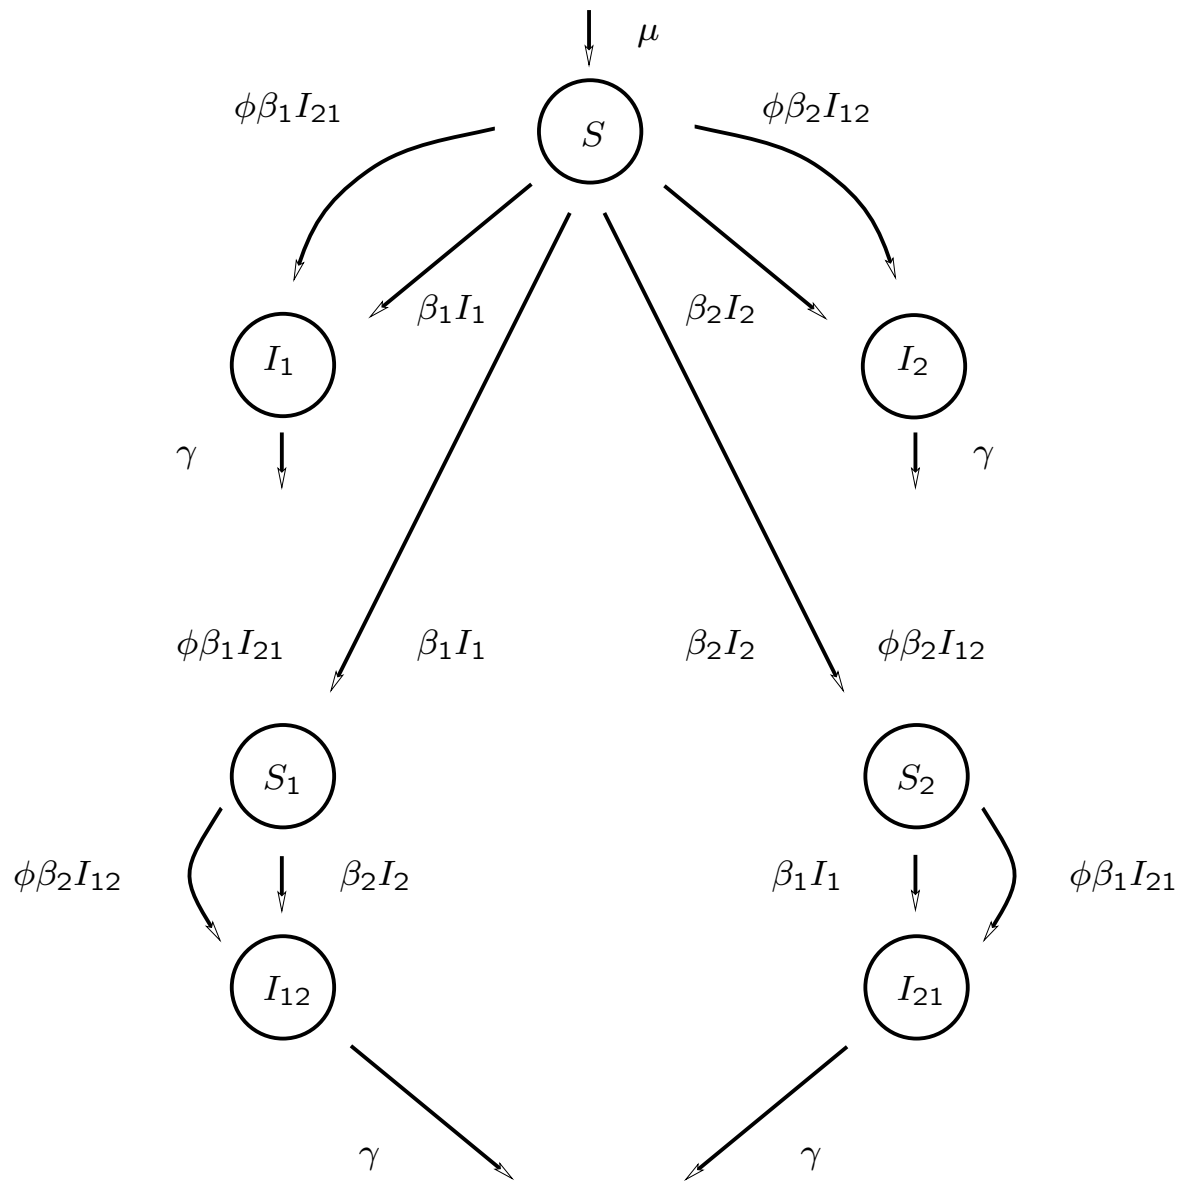 μ
ϕβ₁I₂₁ ϕβ₂I₁₂
S
β₁I₁ β₂I₂
I₁ I₂
γ γ
ϕβ₁I₂₁ β₁I₁ β₂I₂ ϕβ₂I₁₂
S₁ S₂
ϕβ₂I₁₂ β₂I₂ β₁I₁ ϕβ₁I₂₁
I₁₂ I₂₁
γ γ